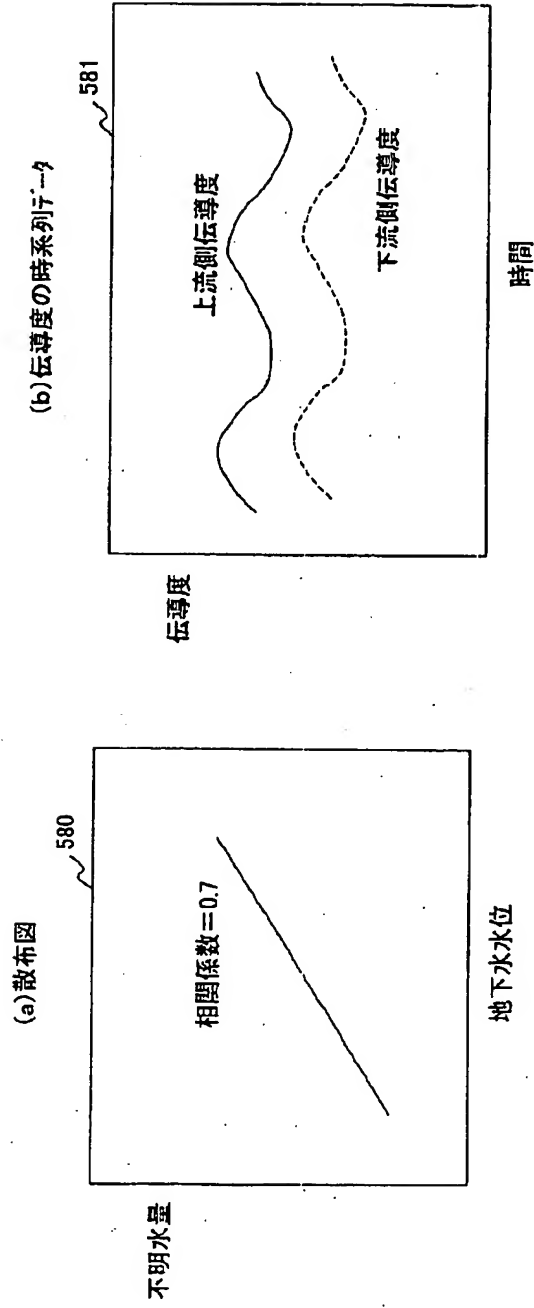 (a)散布図
580
不明水量
相関係数＝0.7
地下水水位
(b)伝導度の時系列データ
581
伝導度
上流側伝導度
下流側伝導度
時間